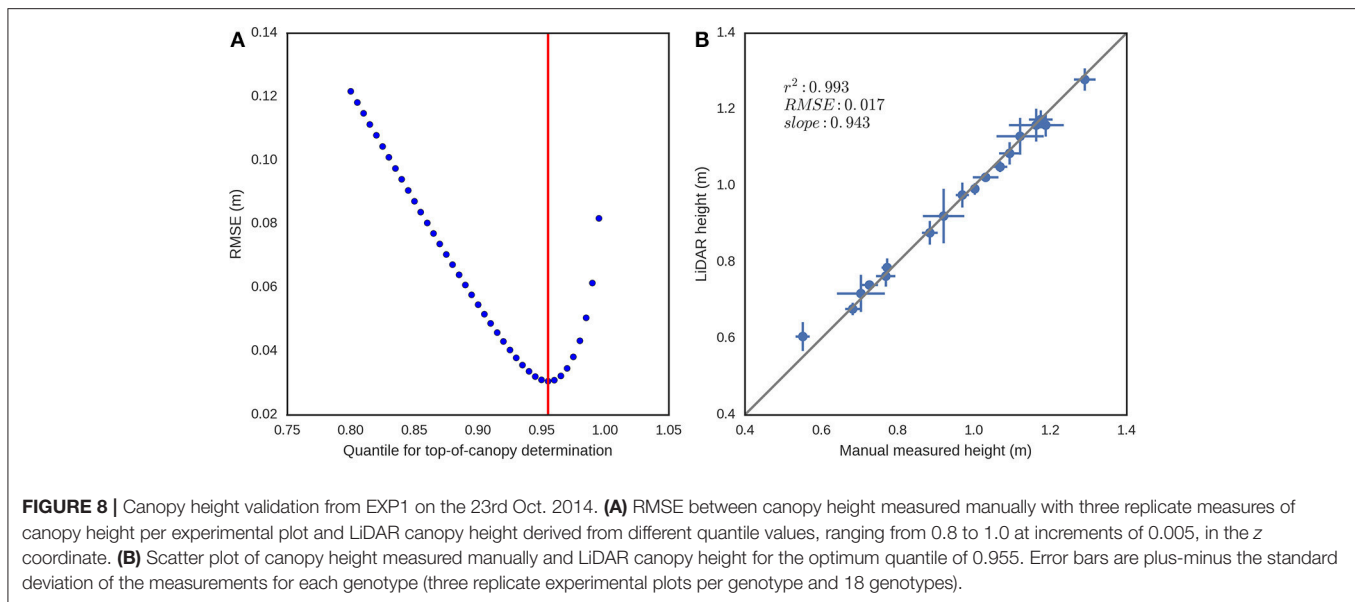 A
0.14
0.12
0.10
0.08
0.06
0.04
0.02
RMSE (m)
0.75 0.80 0.85 0.90 0.95 1.00 1.05
Quantile for top-of-canopy determination
B
1.4
1.2
1.0
0.8
0.6
0.4
LiDAR height (m)
r²: 0.993
RMSE: 0.017
slope: 0.943
0.4 0.6 0.8 1.0 1.2 1.4
Manual measured height (m)
FIGURE 8 | Canopy height validation from EXP1 on the 23rd Oct. 2014. (A) RMSE between canopy height measured manually with three replicate measures of
canopy height per experimental plot and LiDAR canopy height derived from different quantile values, ranging from 0.8 to 1.0 at increments of 0.005, in the z
coordinate. (B) Scatter plot of canopy height measured manually and LiDAR canopy height for the optimum quantile of 0.955. Error bars are plus-minus the standard
deviation of the measurements for each genotype (three replicate experimental plots per genotype and 18 genotypes).